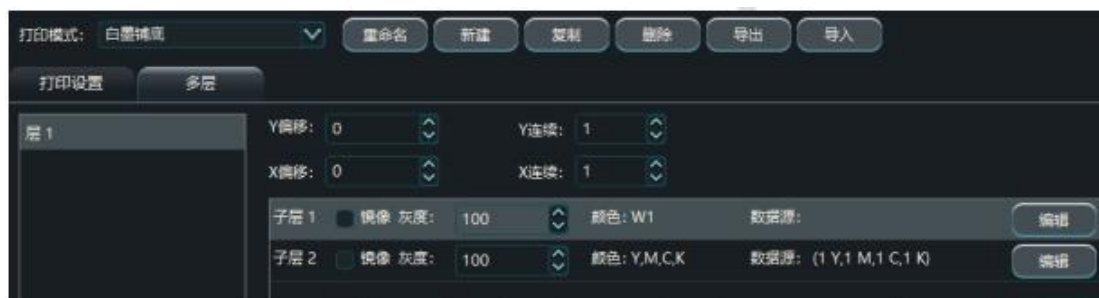 打印模式: 白墨铺底 重命名 新建 复制 删除 导出 导入
打印设置 多层
层 1
Y偏移: 0 Y连续: 1
X偏移: 0 X连续: 1
子层 1 镜像 灰度: 100 颜色: W1 数据源: 编辑
子层 2 镜像 灰度: 100 颜色: Y,M,C,K 数据源: (1 Y,1 M,1 C,1 K) 编辑